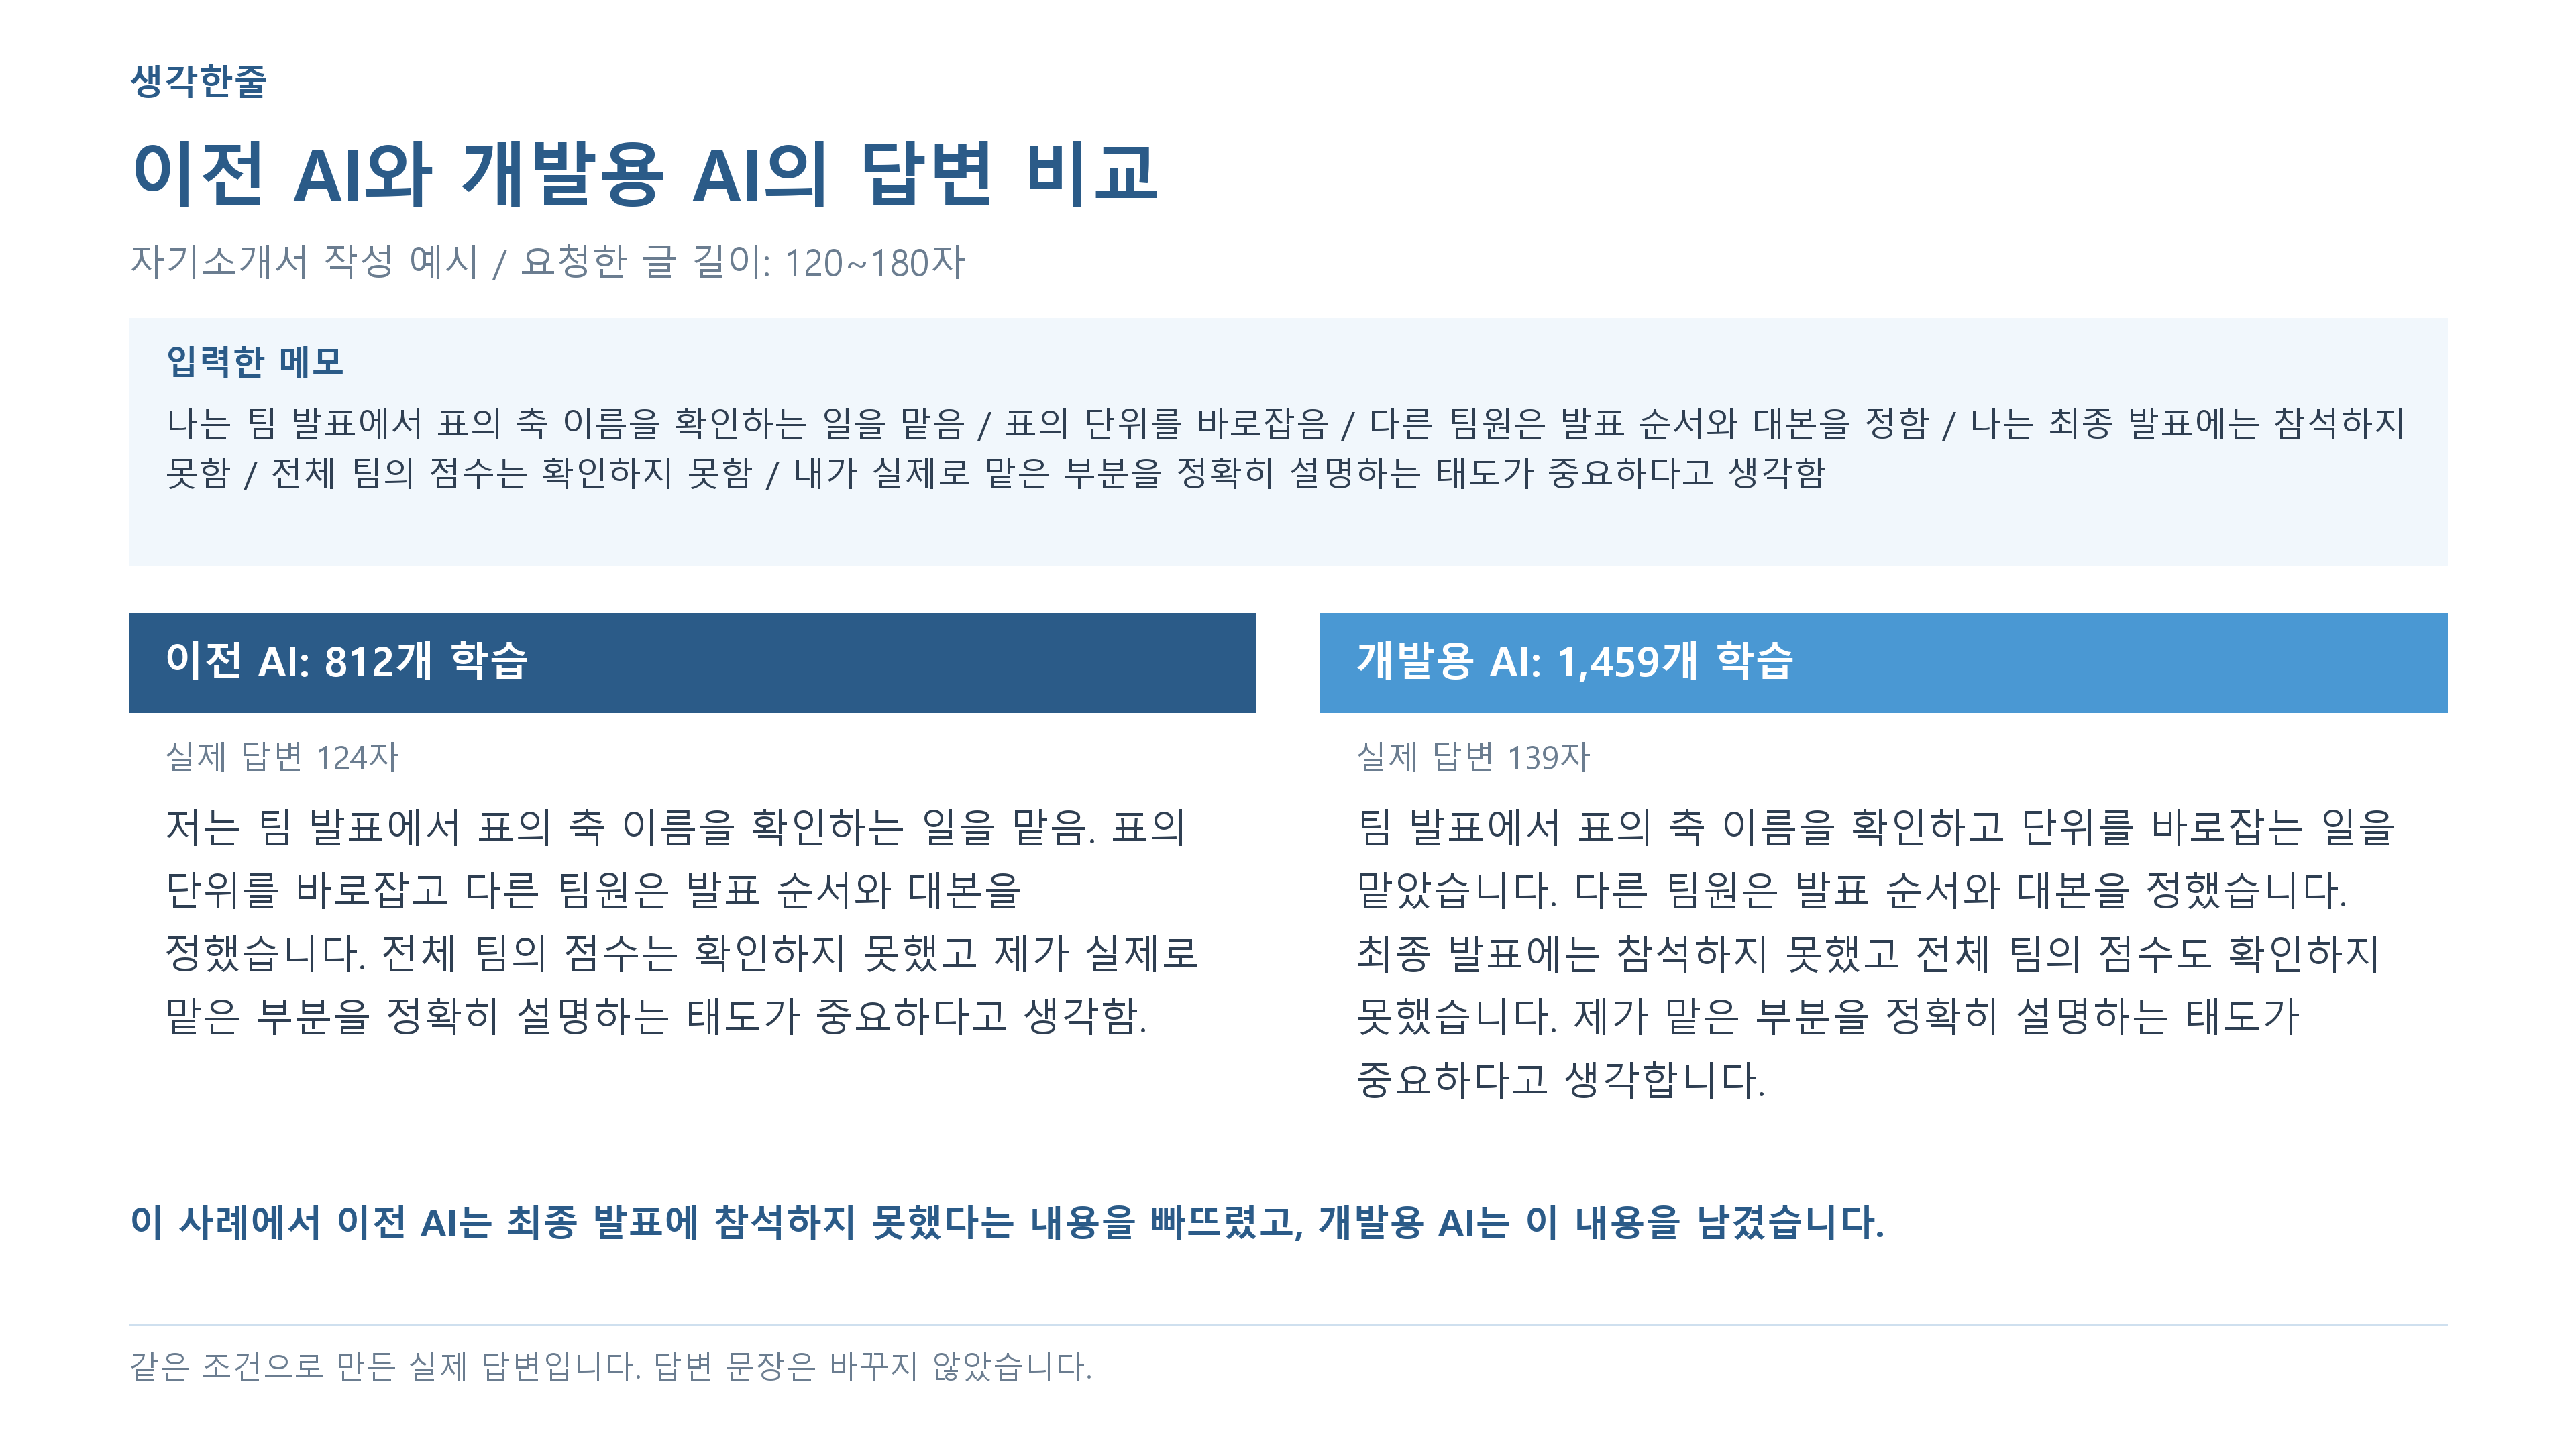 생각한줄
이전 AI와 개발용 AI의 답변 비교
자기소개서 작성 예시 / 요청한 글 길이: 120~180자
입력한 메모
나는 팀 발표에서 표의 축 이름을 확인하는 일을 맡음 / 표의 단위를 바로잡음 / 다른 팀원은 발표 순서와 대본을 정함 / 나는 최종 발표에는 참석하지
못함 / 전체 팀의 점수는 확인하지 못함 / 내가 실제로 맡은 부분을 정확히 설명하는 태도가 중요하다고 생각함
이전 AI: 812개 학습
실제 답변 124자
저는 팀 발표에서 표의 축 이름을 확인하는 일을 맡음. 표의
단위를 바로잡고 다른 팀원은 발표 순서와 대본을
정했습니다. 전체 팀의 점수는 확인하지 못했고 제가 실제로
맡은 부분을 정확히 설명하는 태도가 중요하다고 생각함.
개발용 AI: 1,459개 학습
실제 답변 139자
팀 발표에서 표의 축 이름을 확인하고 단위를 바로잡는 일을
맡았습니다. 다른 팀원은 발표 순서와 대본을 정했습니다.
최종 발표에는 참석하지 못했고 전체 팀의 점수도 확인하지
못했습니다. 제가 맡은 부분을 정확히 설명하는 태도가
중요하다고 생각합니다.
이 사례에서 이전 AI는 최종 발표에 참석하지 못했다는 내용을 빠뜨렸고, 개발용 AI는 이 내용을 남겼습니다.
같은 조건으로 만든 실제 답변입니다. 답변 문장은 바꾸지 않았습니다.